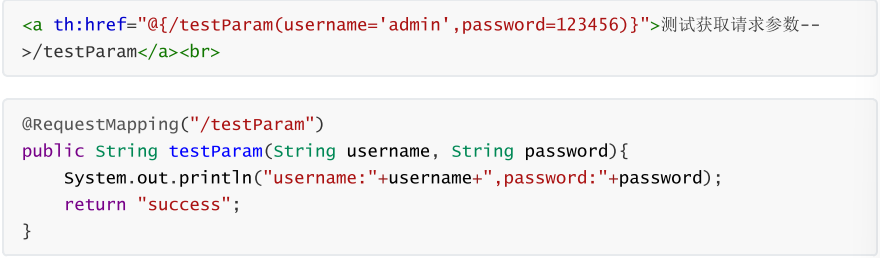 <a th:href="@{/testParam(username='admin',password=123456)}">测试获取请求参数--
>/testParam</a><br>
@RequestMapping("/testParam")
public String testParam(String username, String password){
    System.out.println("username:"+username+",password:"+password);
    return "success";
}